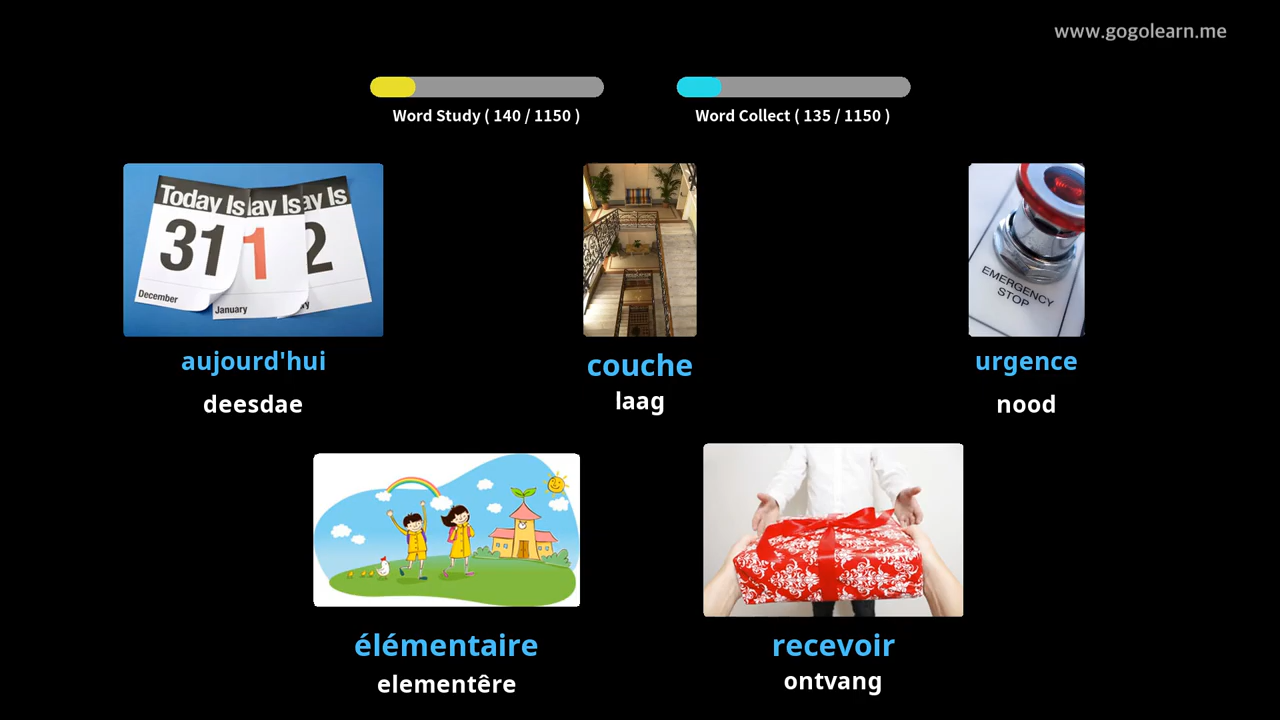 www.gogolearn.me
Word Study ( 140 / 1150 )
Word Collect ( 135 / 1150 )
Today Is
ay Is
ay Is
31
1
2
December
January
EMERGENCY
STOP
aujourd'hui
couche
urgence
deesdae
laag
nood
élémentaire
recevoir
elementêre
ontvang